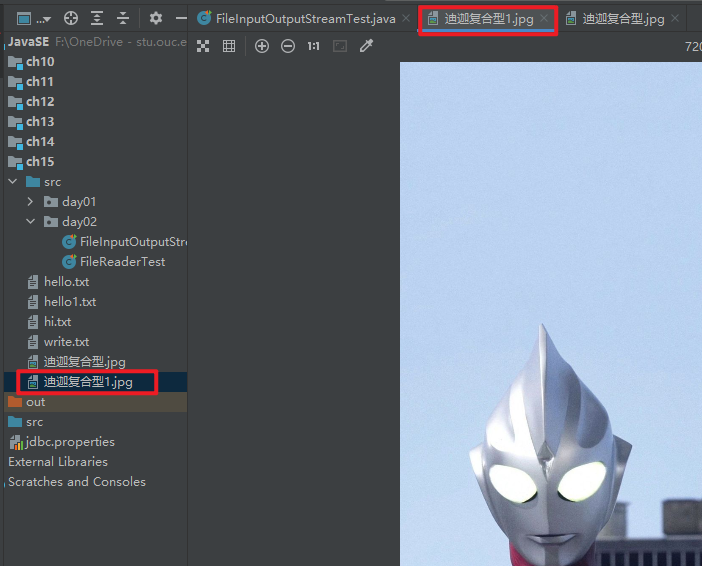 ... FileInputOutputStreamTest.java 迪迦复合型1.jpg 迪迦复合型.jpg
JavaSE F:\OneDrive - stu.ouc.e
1:1 720
ch10
ch11
ch12
ch13
ch14
ch15
src
day01
day02
FileInputOutputStre
FileReaderTest
hello.txt
hello1.txt
hi.txt
write.txt
迪迦复合型.jpg
迪迦复合型1.jpg
out
src
jdbc.properties
External Libraries
Scratches and Consoles